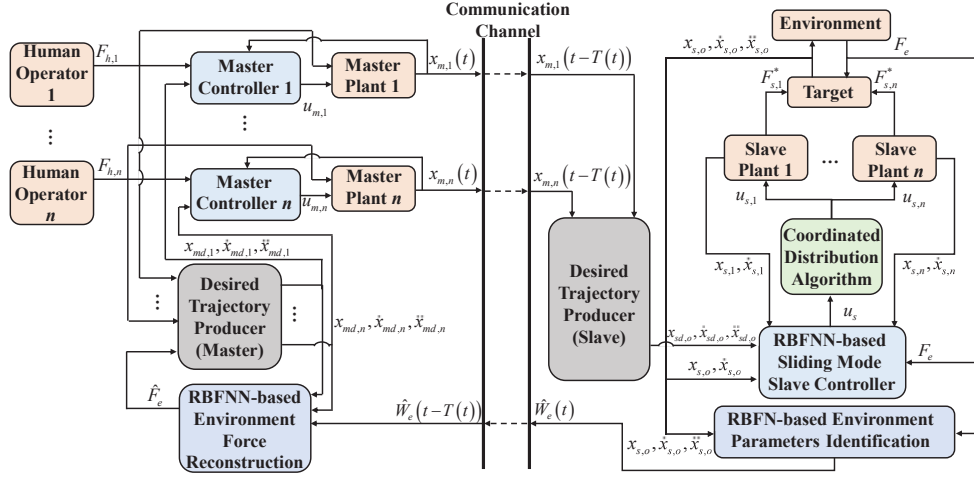 Communication
Channel
Human
Operator
1
F_{h,1}
Master
Controller 1
u_{m,1}
Master
Plant 1
x_{m,1}(t)
x_{m,1}(t−T(t))
Human
Operator
n
F_{h,n}
Master
Controller n
u_{m,n}
Master
Plant n
x_{m,n}(t)
x_{m,n}(t−T(t))
x_{md,1}, ẋ_{md,1}, ẍ_{md,1}
Desired
Trajectory
Producer
(Master)
x_{md,n}, ẋ_{md,n}, ẍ_{md,n}
F̂_e
RBFNN-based
Environment
Force
Reconstruction
Ŵ_e(t−T(t))
Ŵ_e(t)
Desired
Trajectory
Producer
(Slave)
x_{sd,o}, ẋ_{sd,o}, ẍ_{sd,o}
x_{s,o}, ẋ_{s,o}
x_{s,o}, ẋ_{s,o}, ẍ_{s,o}
Environment
x_{s,o}, ẋ_{s,o}, ẍ_{s,o}
F_e
F*_{s,1}
F*_{s,n}
Target
Slave
Plant 1
...
Slave
Plant n
u_{s,1}
u_{s,n}
Coordinated
Distribution
Algorithm
x_{s,1}, ẋ_{s,1}
x_{s,n}, ẋ_{s,n}
u_s
RBFNN-based
Sliding Mode
Slave Controller
F_e
RBFN-based Environment
Parameters Identification